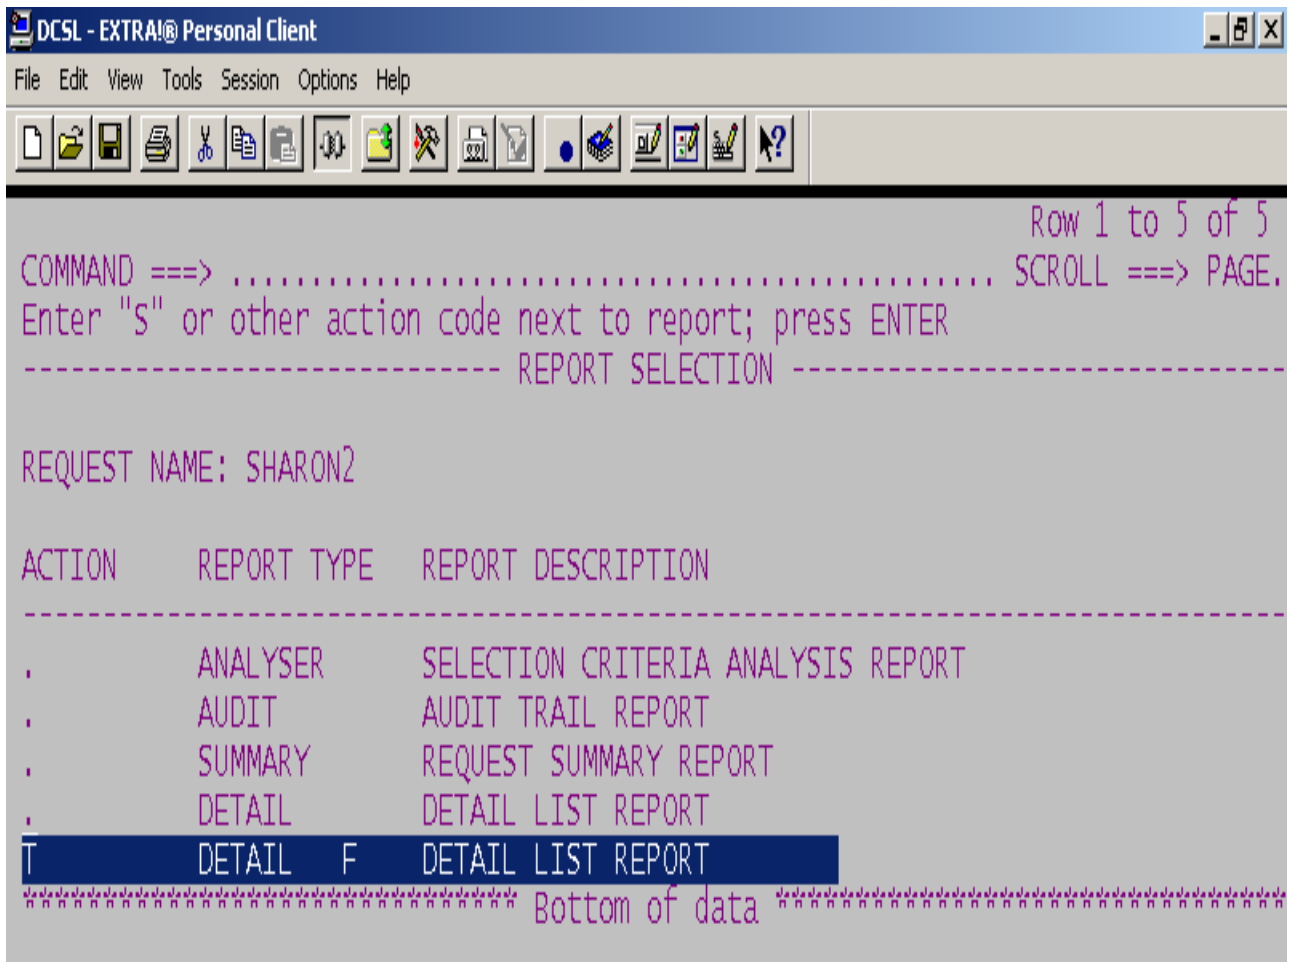 DCSL - EXTRA!® Personal Client
File Edit View Tools Session Options Help
Row 1 to 5 of 5
COMMAND ===> ................................................ SCROLL ===> PAGE.
Enter "S" or other action code next to report; press ENTER
------------------------------ REPORT SELECTION -------------------------------
REQUEST NAME: SHARON2
ACTION REPORT TYPE REPORT DESCRIPTION
-------------------------------------------------------------------------------
. ANALYSER SELECTION CRITERIA ANALYSIS REPORT
. AUDIT AUDIT TRAIL REPORT
. SUMMARY REQUEST SUMMARY REPORT
. DETAIL DETAIL LIST REPORT
T DETAIL F DETAIL LIST REPORT
******************************* Bottom of data ********************************